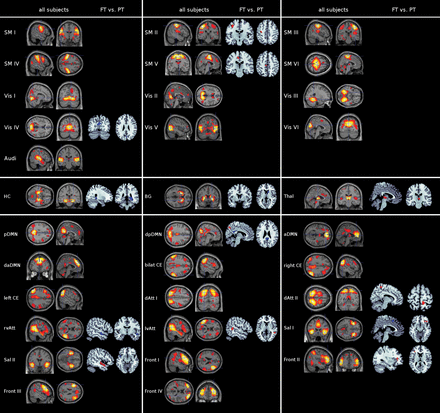 all subjects FT vs. PT all subjects FT vs. PT all subjects FT vs. PT
SM I SM II SM III
SM IV SM V SM VI
Vis I Vis II Vis III
Vis IV Vis V Vis VI
Audi
HC BG Thal
pDMN dpDMN aDMN
daDMN bilat CE right CE
left CE dAtt I dAtt II
rvAtt lvAtt Sal I
Sal II Front I Front II
Front III Front IV